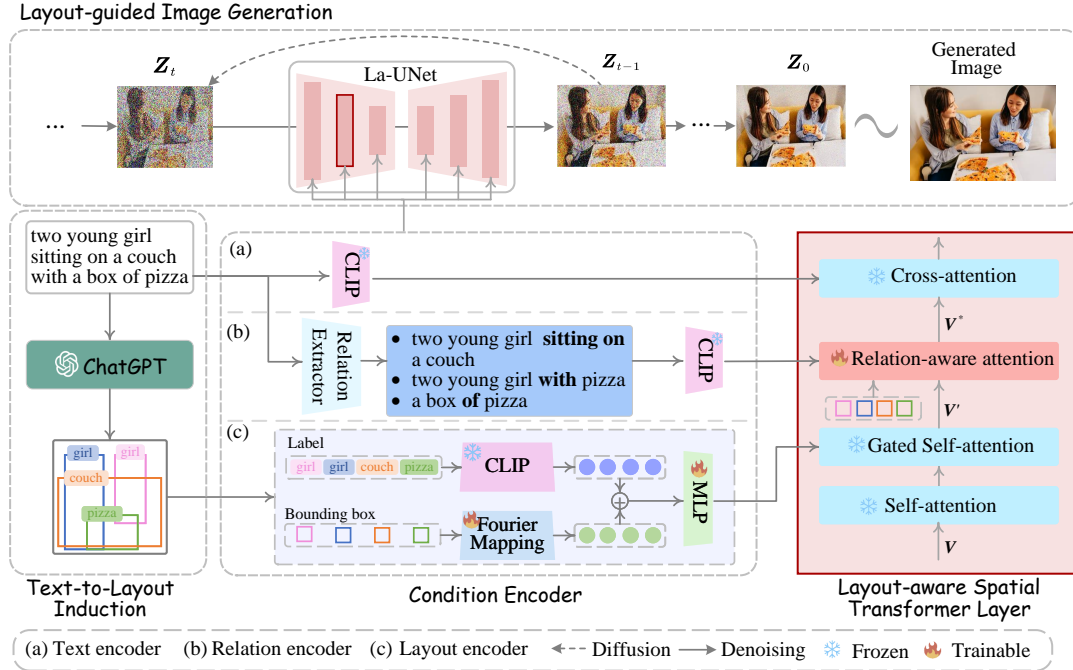 Layout-guided Image Generation
Z_t
La-UNet
Z_{t-1}
Z_0
Generated
Image
...
...
two young girl
sitting on a couch
with a box of pizza
ChatGPT
girl
girl
couch
pizza
Text-to-Layout
Induction
(a)
CLIP
(b)
Relation
Extractor
• two young girl sitting on
a couch
• two young girl with pizza
• a box of pizza
CLIP
(c)
Label
girl girl couch pizza
CLIP
Bounding box
Fourier
Mapping
MLP
Condition Encoder
Cross-attention
V*
Relation-aware attention
V'
Gated Self-attention
Self-attention
V
Layout-aware Spatial
Transformer Layer
(a) Text encoder (b) Relation encoder (c) Layout encoder Diffusion Denoising Frozen Trainable